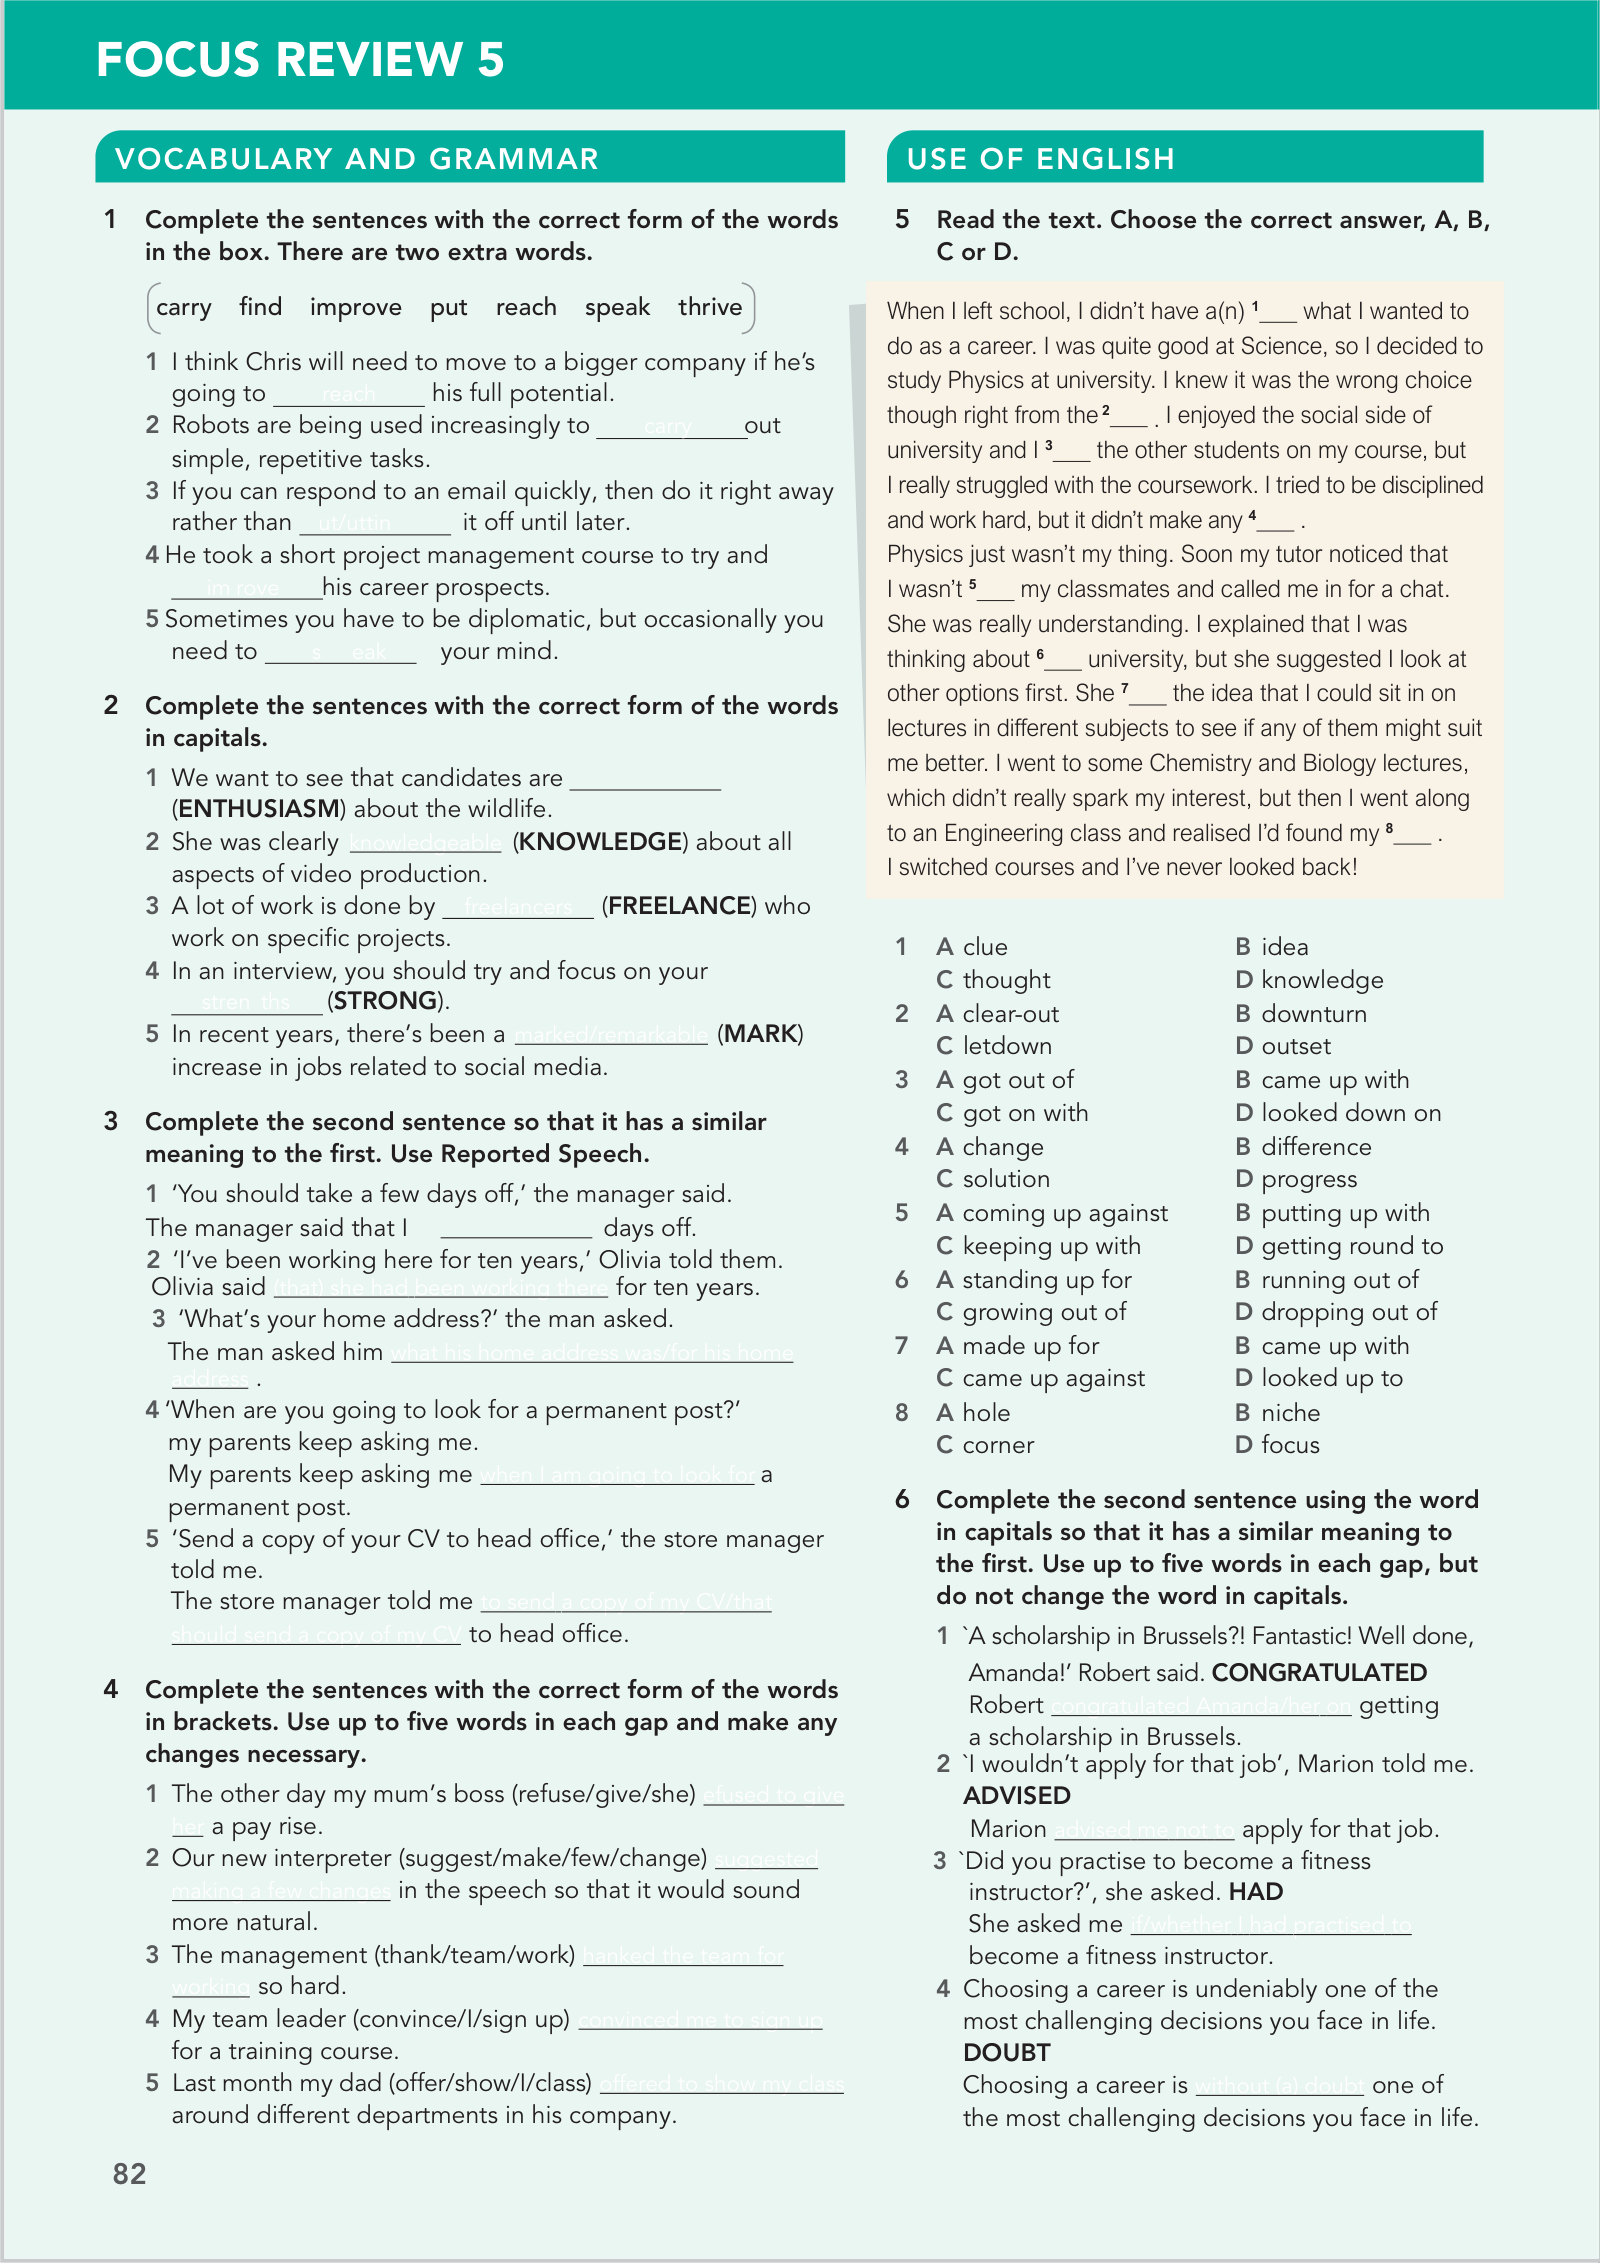 FOCUS REVIEW 5
VOCABULARY AND GRAMMAR
1 Complete the sentences with the correct form of the words
in the box. There are two extra words.
carry find improve put reach speak thrive
1 I think Chris will need to move to a bigger company if he's
going to reach his full potential.
2 Robots are being used increasingly to carry out
simple, repetitive tasks.
3 If you can respond to an email quickly, then do it right away
rather than ut/uttin it off until later.
4 He took a short project management course to try and
im rove his career prospects.
5 Sometimes you have to be diplomatic, but occasionally you
need to s eak your mind.
2 Complete the sentences with the correct form of the words
in capitals.
1 We want to see that candidates are ____
(ENTHUSIASM) about the wildlife.
2 She was clearly knowledgeable (KNOWLEDGE) about all
aspects of video production.
3 A lot of work is done by freelancers (FREELANCE) who
work on specific projects.
4 In an interview, you should try and focus on your
stren ths (STRONG).
5 In recent years, there's been a marked/remarkable (MARK)
increase in jobs related to social media.
3 Complete the second sentence so that it has a similar
meaning to the first. Use Reported Speech.
1 'You should take a few days off,' the manager said.
The manager said that I ____ days off.
2 'I've been working here for ten years,' Olivia told them.
Olivia said (that) she had been working there for ten years.
3 'What's your home address?' the man asked.
The man asked him what his home address was/for his home
address .
4 'When are you going to look for a permanent post?'
my parents keep asking me.
My parents keep asking me when I am going to look for a
permanent post.
5 'Send a copy of your CV to head office,' the store manager
told me.
The store manager told me to send a copy of my CV/that
should send a copy of my CV to head office.
4 Complete the sentences with the correct form of the words
in brackets. Use up to five words in each gap and make any
changes necessary.
1 The other day my mum's boss (refuse/give/she) efused to give
her a pay rise.
2 Our new interpreter (suggest/make/few/change) suggested
making a few changes in the speech so that it would sound
more natural.
3 The management (thank/team/work) hanked the team for
working so hard.
4 My team leader (convince/I/sign up) convinced me to sign up
for a training course.
5 Last month my dad (offer/show/I/class) offered to show my class
around different departments in his company.
82
USE OF ENGLISH
5 Read the text. Choose the correct answer, A, B,
C or D.
When I left school, I didn't have a(n) 1___ what I wanted to
do as a career. I was quite good at Science, so I decided to
study Physics at university. I knew it was the wrong choice
though right from the 2___ . I enjoyed the social side of
university and I 3___ the other students on my course, but
I really struggled with the coursework. I tried to be disciplined
and work hard, but it didn't make any 4___ .
Physics just wasn't my thing. Soon my tutor noticed that
I wasn't 5___ my classmates and called me in for a chat.
She was really understanding. I explained that I was
thinking about 6___ university, but she suggested I look at
other options first. She 7___ the idea that I could sit in on
lectures in different subjects to see if any of them might suit
me better. I went to some Chemistry and Biology lectures,
which didn't really spark my interest, but then I went along
to an Engineering class and realised I'd found my 8___ .
I switched courses and I've never looked back!
1 A clue B idea
C thought D knowledge
2 A clear-out B downturn
C letdown D outset
3 A got out of B came up with
C got on with D looked down on
4 A change B difference
C solution D progress
5 A coming up against B putting up with
C keeping up with D getting round to
6 A standing up for B running out of
C growing out of D dropping out of
7 A made up for B came up with
C came up against D looked up to
8 A hole B niche
C corner D focus
6 Complete the second sentence using the word
in capitals so that it has a similar meaning to
the first. Use up to five words in each gap, but
do not change the word in capitals.
1 `A scholarship in Brussels?! Fantastic! Well done,
Amanda!' Robert said. CONGRATULATED
Robert congratulated Amanda/her on getting
a scholarship in Brussels.
2 `I wouldn't apply for that job', Marion told me.
ADVISED
Marion advised me not to apply for that job.
3 `Did you practise to become a fitness
instructor?', she asked. HAD
She asked me if/whether I had practised to
become a fitness instructor.
4 Choosing a career is undeniably one of the
most challenging decisions you face in life.
DOUBT
Choosing a career is without (a) doubt one of
the most challenging decisions you face in life.